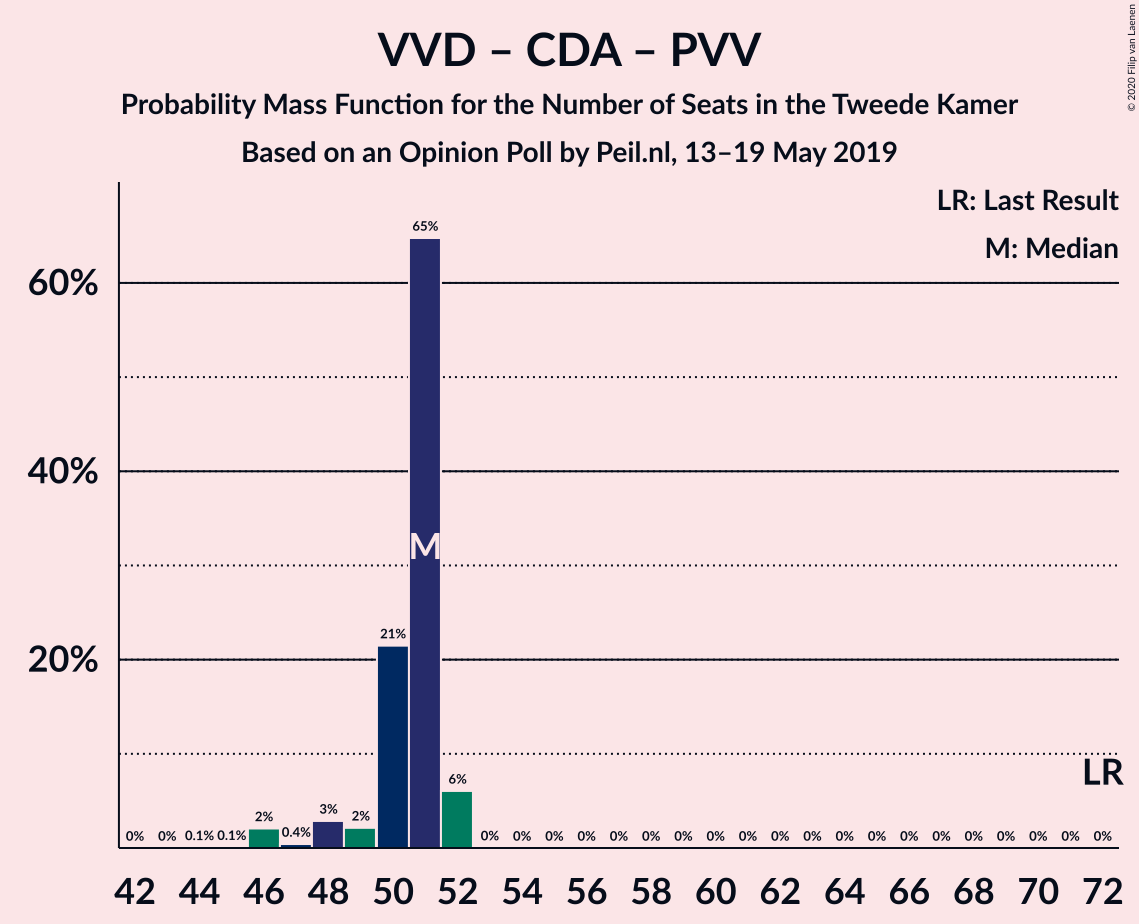 VVD – CDA – PVV
Probability Mass Function for the Number of Seats in the Tweede Kamer
Based on an Opinion Poll by Peil.nl, 13–19 May 2019
© 2020 Filip van Laenen
LR: Last Result
M: Median
60%
40%
20%
65%
M
21%
6%
LR
0% 0% 0.1% 0.1% 2% 0.4% 3% 2% 0% 0% 0% 0% 0% 0% 0% 0% 0% 0% 0% 0% 0% 0% 0% 0% 0% 0% 0% 0%
42 44 46 48 50 52 54 56 58 60 62 64 66 68 70 72